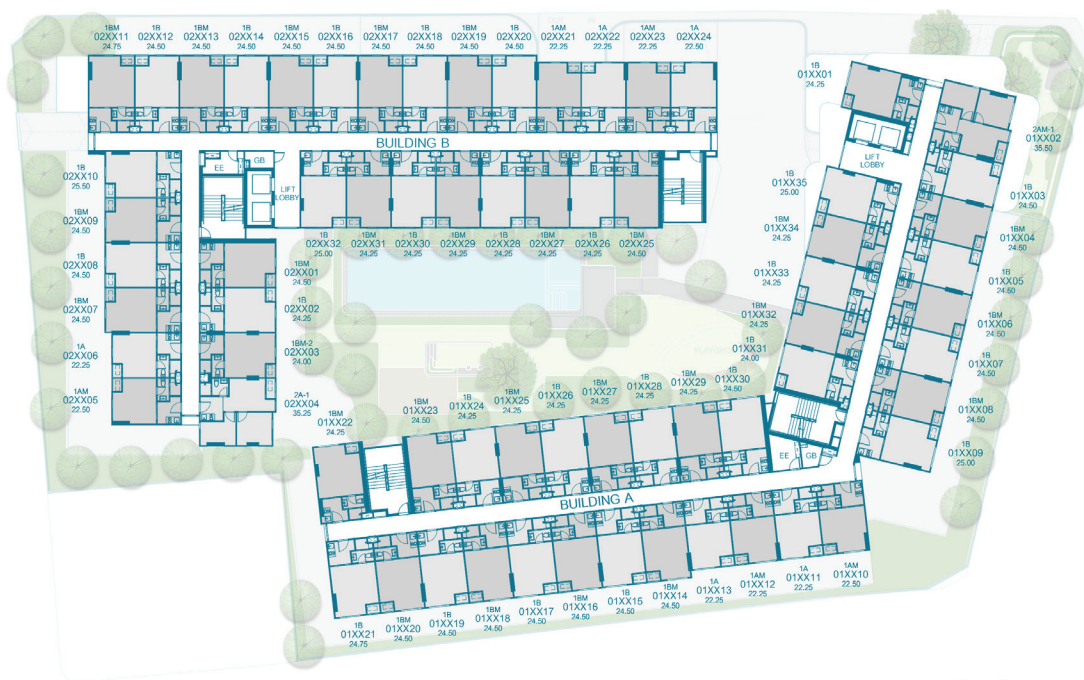 1BM
02XX11
24.75
1B
02XX12
24.50
1BM
02XX13
24.50
1B
02XX14
24.50
1BM
02XX15
24.50
1B
02XX16
24.50
1BM
02XX17
24.50
1B
02XX18
24.50
1BM
02XX19
24.50
1B
02XX20
24.50
1AM
02XX21
22.25
1A
02XX22
22.25
1AM
02XX23
22.25
1A
02XX24
22.50
BUILDING B
EE
GB
LIFT
LOBBY
1B
02XX10
25.50
1BM
02XX09
24.50
1B
02XX08
24.50
1BM
02XX07
24.50
1A
02XX06
22.25
1AM
02XX05
22.50
1B
02XX32
25.00
1BM
02XX31
24.25
1B
02XX30
24.25
1BM
02XX29
24.25
1B
02XX28
24.25
1BM
02XX27
24.25
1B
02XX26
24.25
1BM
02XX25
24.50
1BM
02XX01
24.50
1B
02XX02
24.25
1BM-2
02XX03
24.00
2A-1
02XX04
35.25
1B
01XX01
24.25
LIFT
LOBBY
2AM-1
01XX02
35.50
1B
01XX03
24.50
1BM
01XX04
24.50
1B
01XX05
24.50
1BM
01XX06
24.50
1B
01XX07
24.50
1BM
01XX08
24.50
1B
01XX09
25.00
1B
01XX35
25.00
1BM
01XX34
24.25
1B
01XX33
24.25
1BM
01XX32
24.25
1B
01XX31
24.00
1BM
01XX22
24.25
1BM
01XX23
24.50
1B
01XX24
24.25
1BM
01XX25
24.25
1B
01XX26
24.25
1BM
01XX27
24.25
1B
01XX28
24.25
1BM
01XX29
24.25
1B
01XX30
24.50
EE
GB
BUILDING A
1B
01XX21
24.75
1BM
01XX20
24.50
1B
01XX19
24.50
1BM
01XX18
24.50
1B
01XX17
24.50
1BM
01XX16
24.50
1B
01XX15
24.50
1BM
01XX14
24.50
1A
01XX13
22.25
1AM
01XX12
22.25
1A
01XX11
22.25
1AM
01XX10
22.50